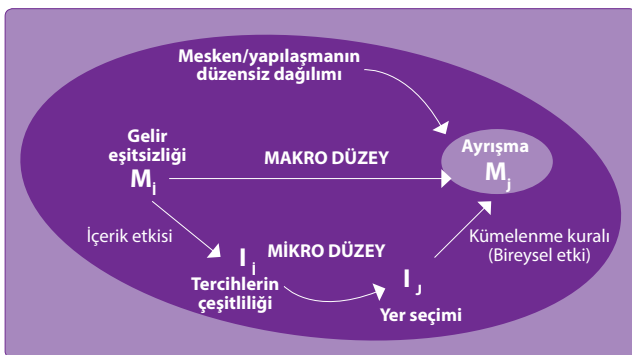 Mesken/yapılaşmanın
düzensiz dağılımı
Gelir
eşitsizliği
Mi
MAKRO DÜZEY
Ayrışma
Mj
İçerik etkisi
Ii
MİKRO DÜZEY
Tercihlerin
çeşitliliği
IJ
Yer seçimi
Kümelenme kuralı
(Bireysel etki)